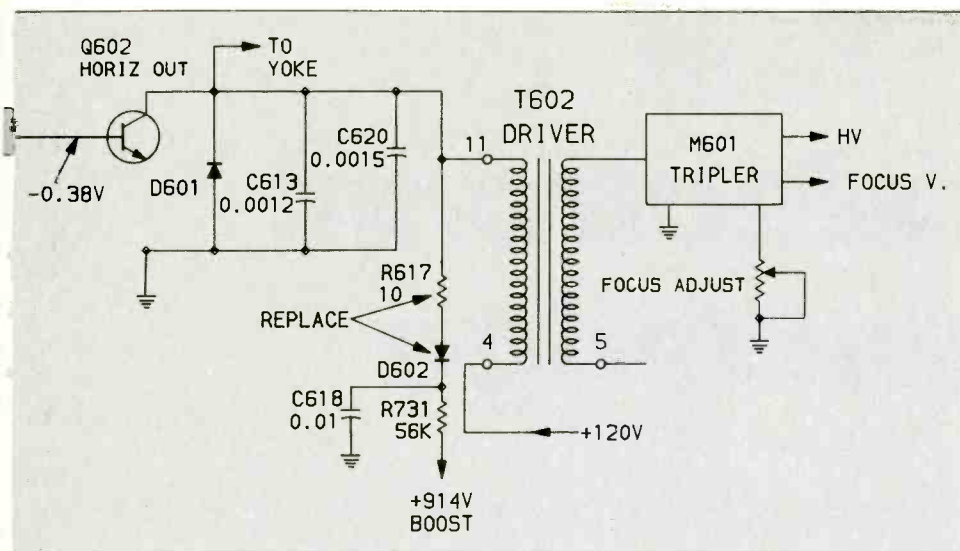 Q602
HORIZ OUT
TO
YOKE
-0.38V
D601
C613
0.0012
C620
0.0015
T602
DRIVER
11
4
5
M601
TRIPLER
HV
FOCUS V.
FOCUS ADJUST
R617
10
REPLACE
D602
C618
0.01
R731
56K
+120V
+914V
BOOST